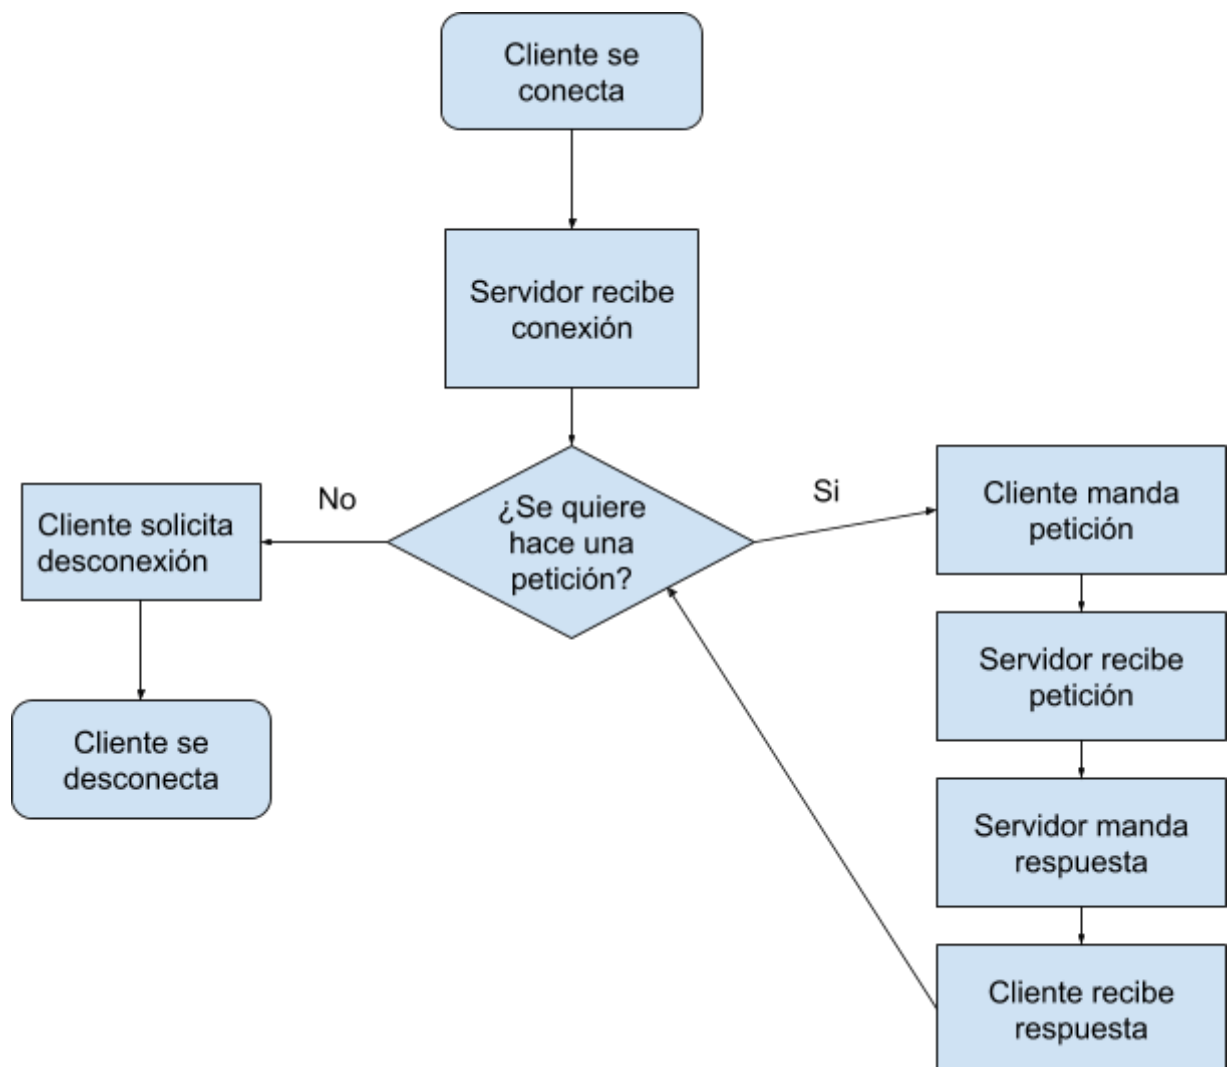 Cliente se
conecta
Servidor recibe
conexión
¿Se quiere
hace una
petición?
No
Si
Cliente solicita
desconexión
Cliente se
desconecta
Cliente manda
petición
Servidor recibe
petición
Servidor manda
respuesta
Cliente recibe
respuesta